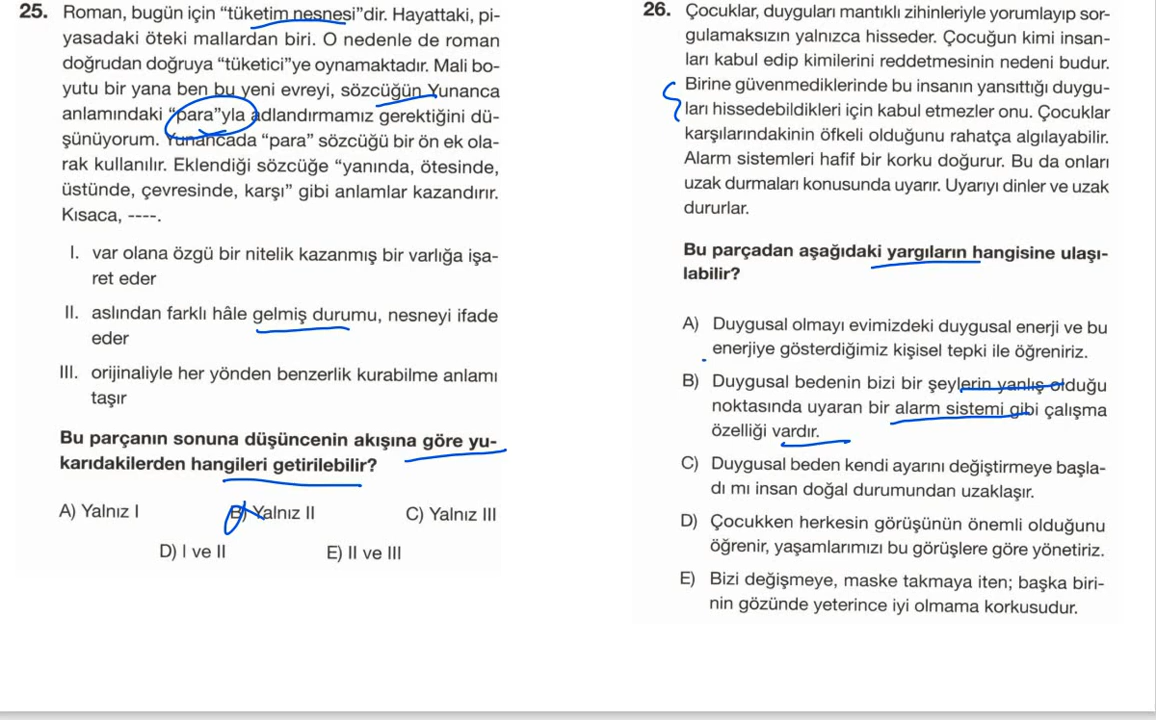 25. Roman, bugün için “tüketim nesnesi”dir. Hayattaki, pi-
yasadaki öteki mallardan biri. O nedenle de roman
doğrudan doğruya “tüketici”ye oynamaktadır. Mali bo-
yutu bir yana ben bu yeni evreyi, sözcüğün Yunanca
anlamındaki “para”yla adlandırmamız gerektiğini dü-
şünüyorum. Yunancada “para” sözcüğü bir ön ek ola-
rak kullanılır. Eklendiği sözcüğe “yanında, ötesinde,
üstünde, çevresinde, karşı” gibi anlamlar kazandırır.
Kısaca, ----.
I. var olana özgü bir nitelik kazanmış bir varlığa işa-
ret eder
II. aslından farklı hâle gelmiş durumu, nesneyi ifade
eder
III. orijinaliyle her yönden benzerlik kurabilme anlamı
taşır
Bu parçanın sonuna düşüncenin akışına göre yu-
karıdakilerden hangileri getirilebilir?
A) Yalnız I B) Yalnız II C) Yalnız III
D) I ve II E) II ve III
26. Çocuklar, duyguları mantıklı zihinleriyle yorumlayıp sor-
gulamaksızın yalnızca hisseder. Çocuğun kimi insan-
ları kabul edip kimilerini reddetmesinin nedeni budur.
Birine güvenmediklerinde bu insanın yansıttığı duygu-
ları hissedebildikleri için kabul etmezler onu. Çocuklar
karşılarındakinin öfkeli olduğunu rahatça algılayabilir.
Alarm sistemleri hafif bir korku doğurur. Bu da onları
uzak durmaları konusunda uyarır. Uyarıyı dinler ve uzak
dururlar.
Bu parçadan aşağıdaki yargıların hangisine ulaşı-
labilir?
A) Duygusal olmayı evimizdeki duygusal enerji ve bu
enerjiye gösterdiğimiz kişisel tepki ile öğreniriz.
B) Duygusal bedenin bizi bir şeylerin yanlış olduğu
noktasında uyaran bir alarm sistemi gibi çalışma
özelliği vardır.
C) Duygusal beden kendi ayarını değiştirmeye başla-
dı mı insan doğal durumundan uzaklaşır.
D) Çocukken herkesin görüşünün önemli olduğunu
öğrenir, yaşamlarımızı bu görüşlere göre yönetiriz.
E) Bizi değişmeye, maske takmaya iten; başka biri-
nin gözünde yeterince iyi olmama korkusudur.